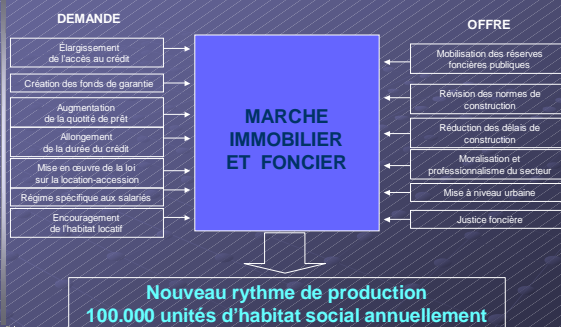 DEMANDE
Élargissement
de l'accès au crédit
Création des fonds de garantie
Augmentation
de la quotité de prêt
Allongement
de la durée du crédit
Mise en œuvre de la loi
sur la location-accession
Régime spécifique aux salariés
Encouragement
de l'habitat locatif
MARCHE
IMMOBILIER
ET FONCIER
OFFRE
Mobilisation des réserves
foncières publiques
Révision des normes de
construction
Réduction des délais de
construction
Moralisation et
professionnalisme du secteur
Mise à niveau urbaine
Justice foncière
Nouveau rythme de production
100.000 unités d'habitat social annuellement